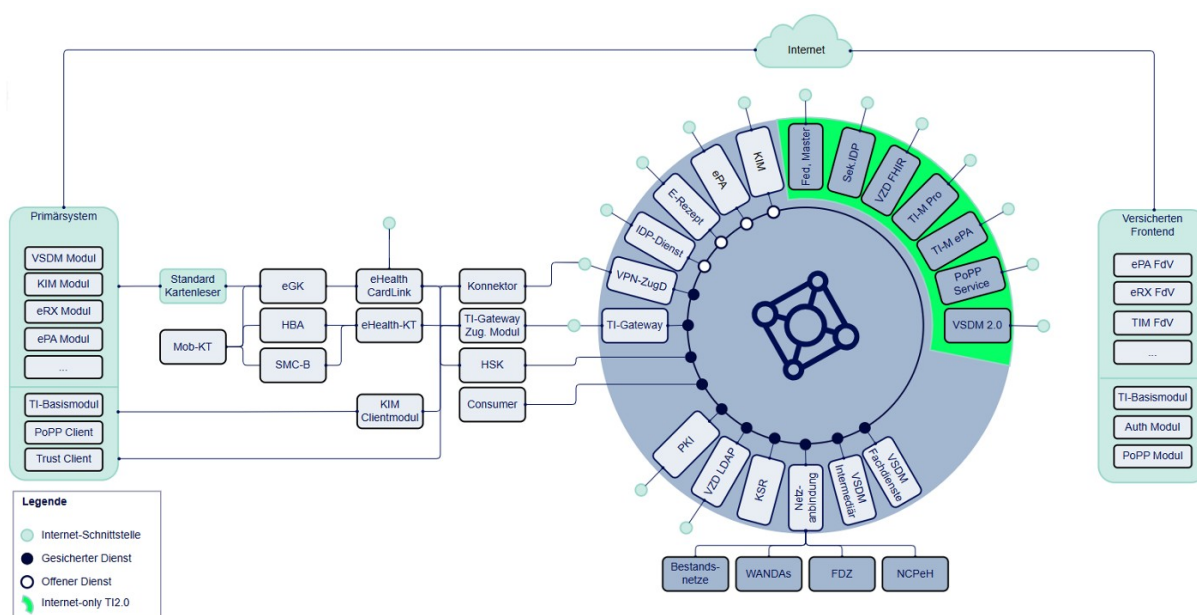 Internet
Primärsystem
VSDM Modul
KIM Modul
eRX Modul
ePA Modul
...
TI-Basismodul
PoPP Client
Trust Client
Standard
Kartenleser
Mob-KT
eGK
HBA
SMC-B
eHealth
CardLink
eHealth-KT
KIM
Clientmodul
Konnektor
TI-Gateway
Zug. Modul
HSK
Consumer
TI-Gateway
VPN-ZugD
IDP-Dienst
E-Rezept
ePA
KIM
Fed, Master
Sek.IDP
VZD FHIR
TI-M Pro
TI-M ePA
PoPP
Service
VSDM 2.0
PKI
VZD LDAP
KSR
Netz-
anbindung
VSDM
Intermediär
VSDM
Fachdienste
Bestands-
netze
WANDAs
FDZ
NCPeH
Versicherten
Frontend
ePA FdV
eRX FdV
TIM FdV
...
TI-Basismodul
Auth Modul
PoPP Modul
Legende
Internet-Schnittstelle
Gesicherter Dienst
Offener Dienst
Internet-only TI2.0